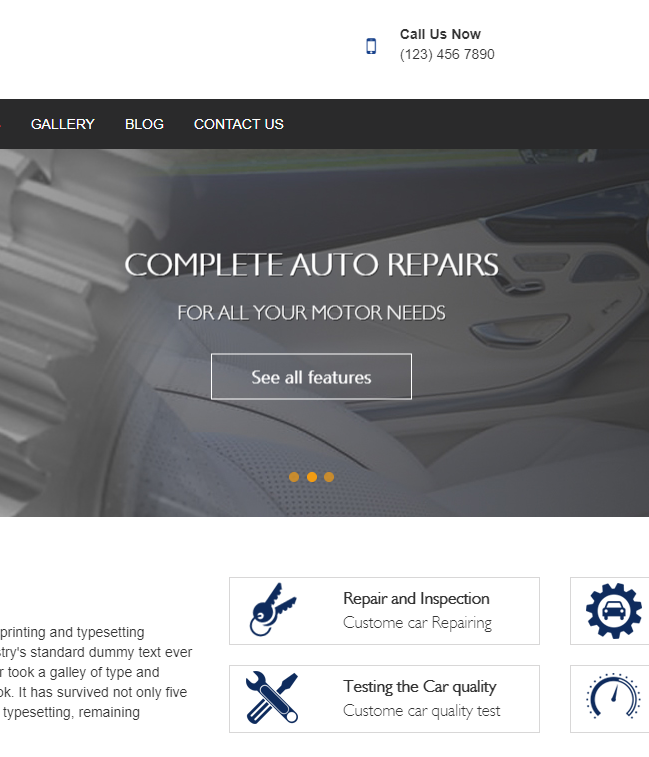 Call Us Now
(123) 456 7890
GALLERY BLOG CONTACT US
COMPLETE AUTO REPAIRS
FOR ALL YOUR MOTOR NEEDS
See all features
Repair and Inspection
Custome car Repairing
Testing the Car quality
Custome car quality test
printing and typesetting
stry's standard dummy text ever
r took a galley of type and
ok. It has survived not only five
typesetting, remaining